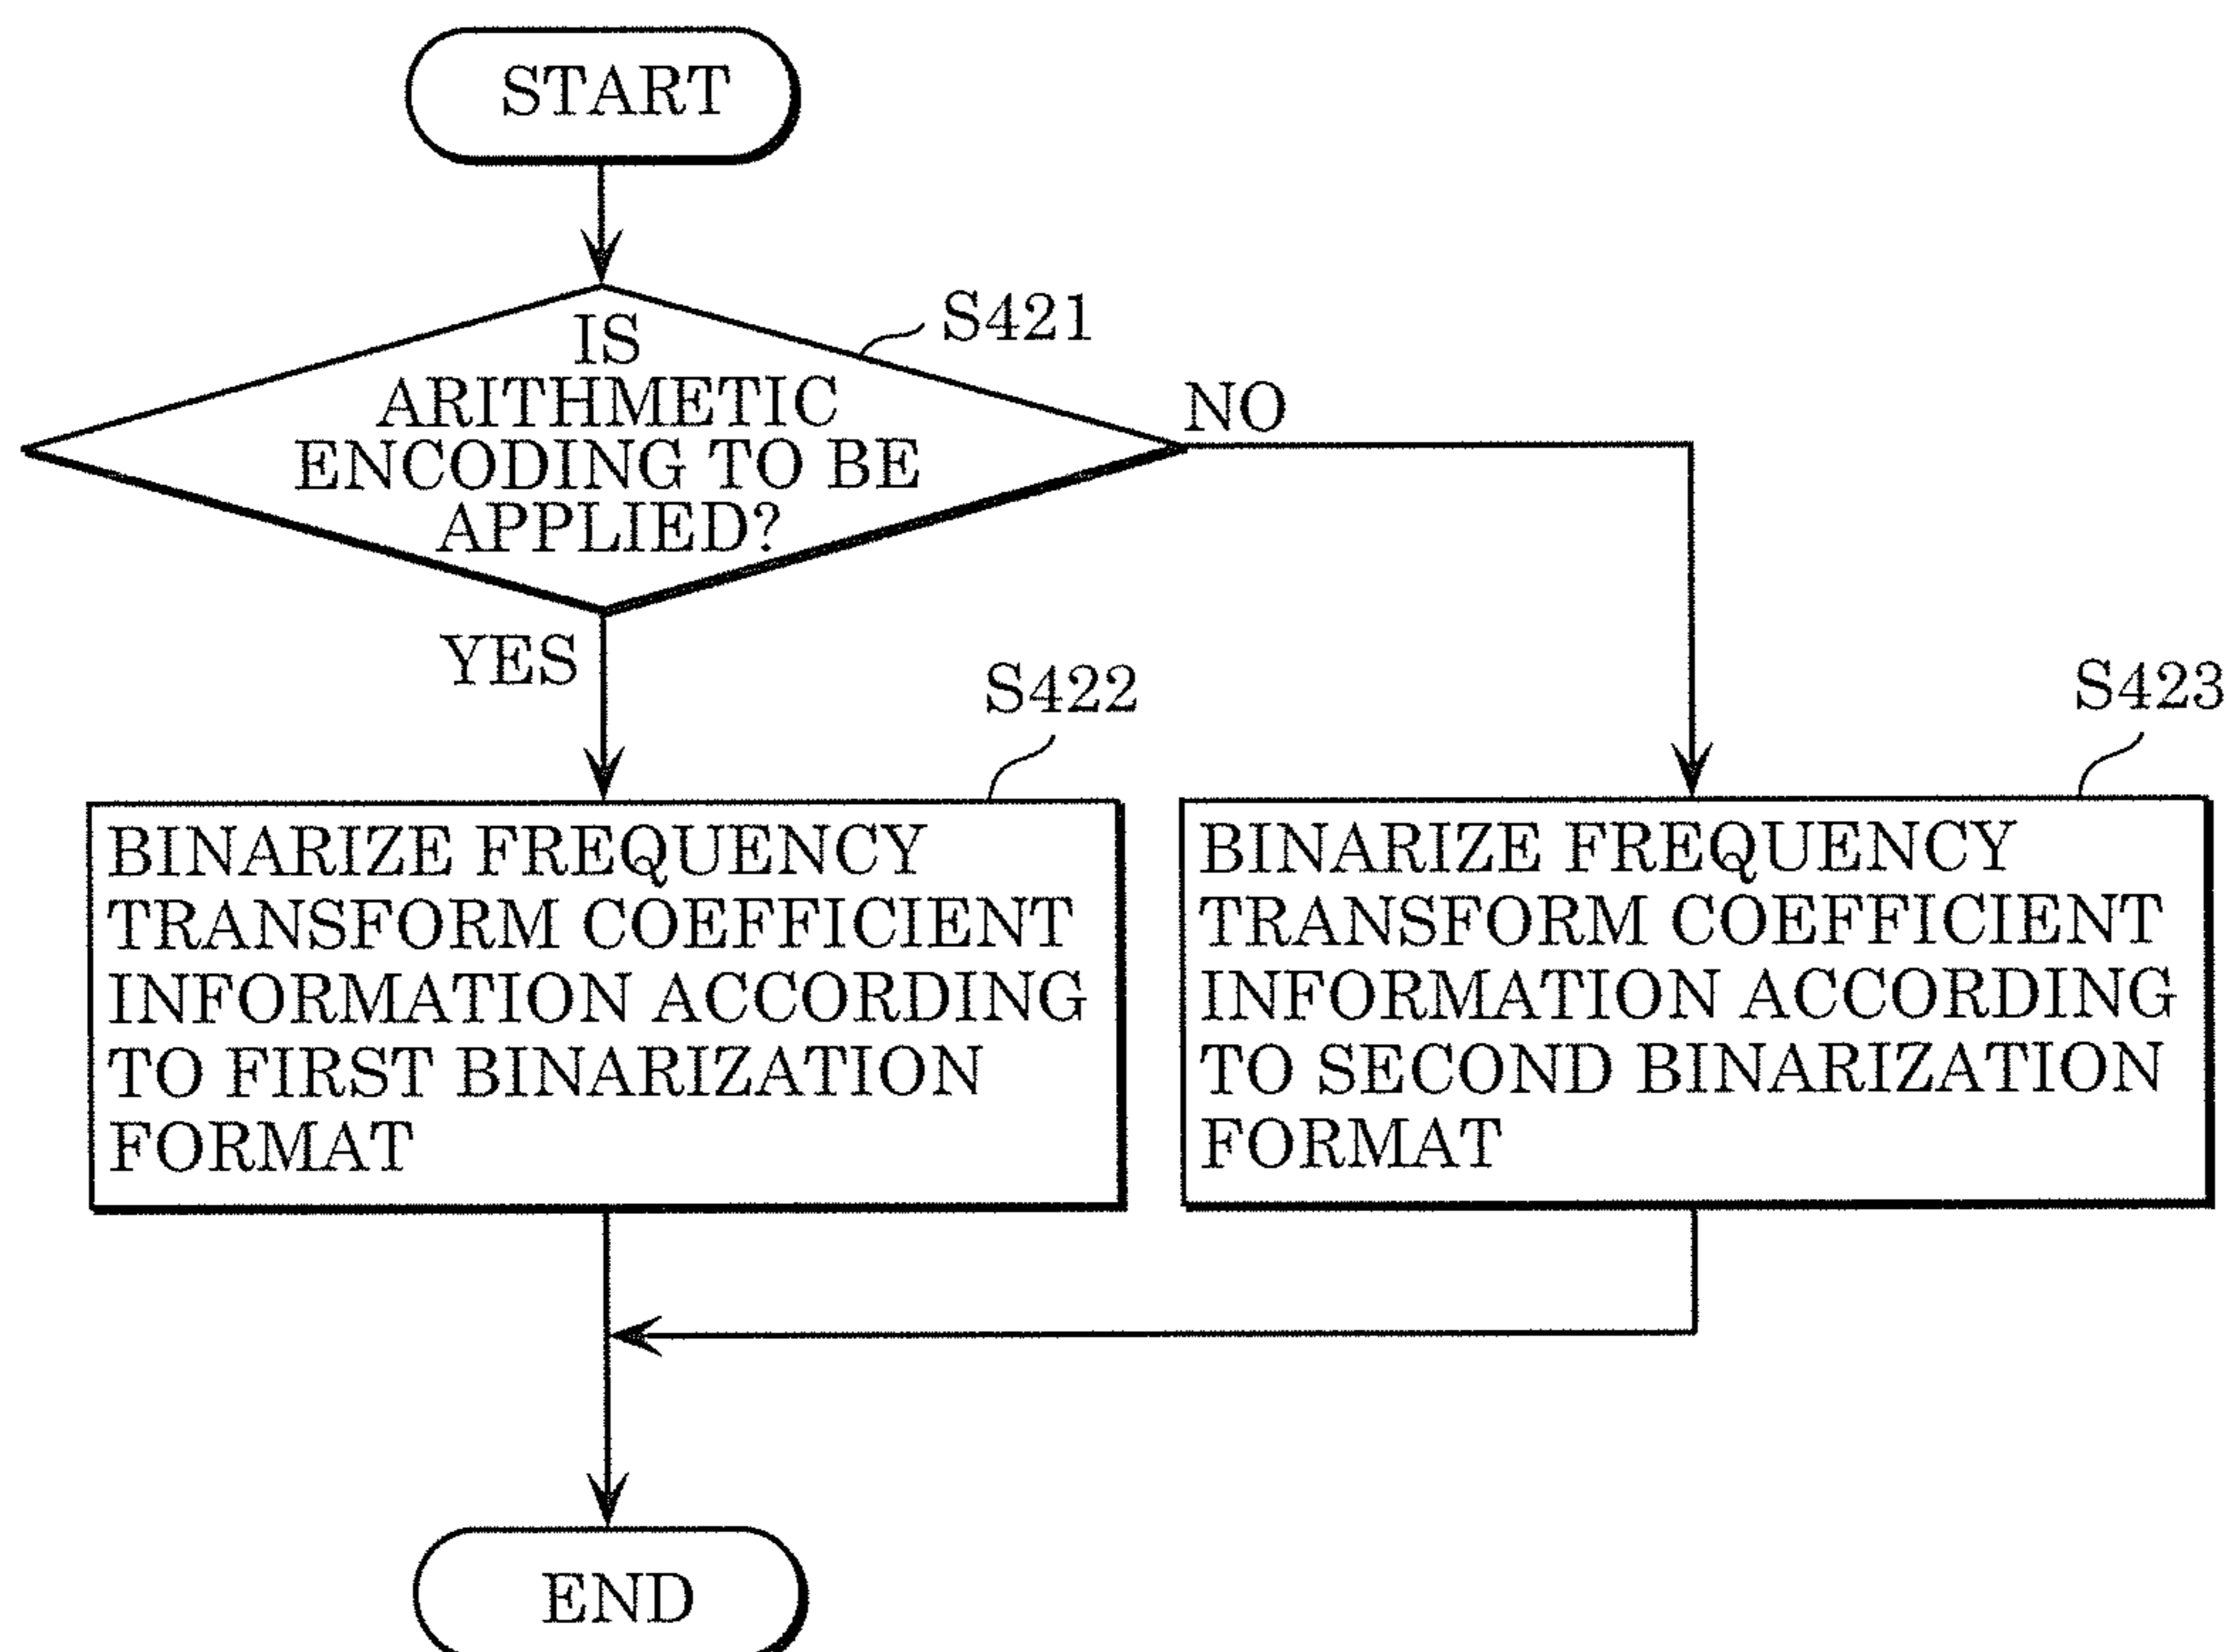 START
IS
ARITHMETIC
ENCODING TO BE
APPLIED?
S421
NO
YES
S422
BINARIZE FREQUENCY
TRANSFORM COEFFICIENT
INFORMATION ACCORDING
TO FIRST BINARIZATION
FORMAT
S423
BINARIZE FREQUENCY
TRANSFORM COEFFICIENT
INFORMATION ACCORDING
TO SECOND BINARIZATION
FORMAT
END